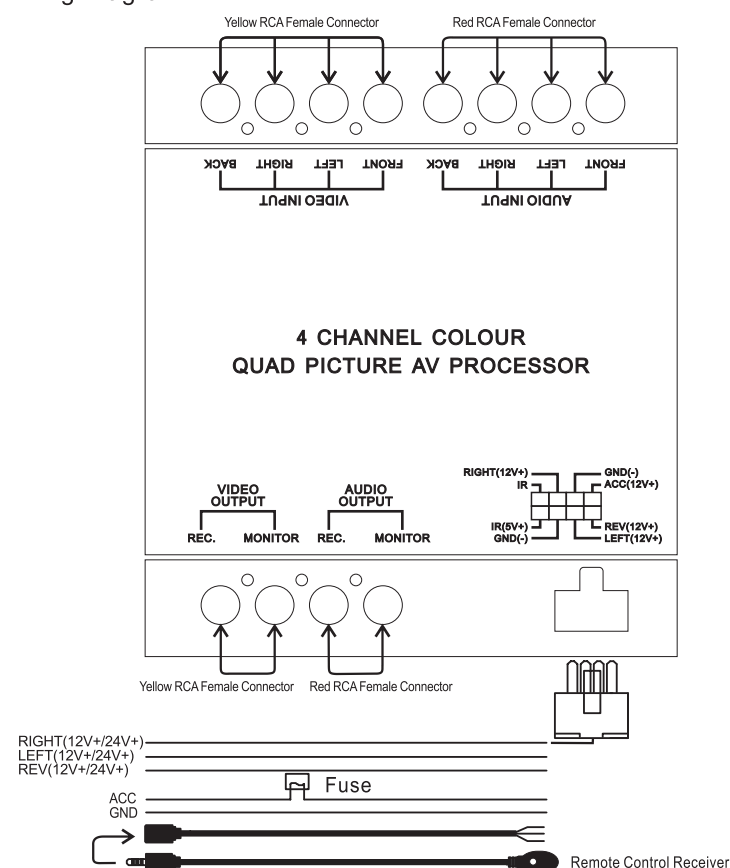 Yellow RCA Female Connector
Red RCA Female Connector
BACK RIGHT LEFT FRONT BACK RIGHT LEFT FRONT
VIDEO INPUT AUDIO INPUT
4 CHANNEL COLOUR
QUAD PICTURE AV PROCESSOR
RIGHT(12V+) GND(-)
IR ACC(12V+)
VIDEO OUTPUT
AUDIO OUTPUT
IR(5V+) REV(12V+)
GND(-) LEFT(12V+)
REC. MONITOR REC. MONITOR
Yellow RCA Female Connector Red RCA Female Connector
RIGHT(12V+/24V+)
LEFT(12V+/24V+)
REV(12V+/24V+)
Fuse
ACC
GND
Remote Control Receiver